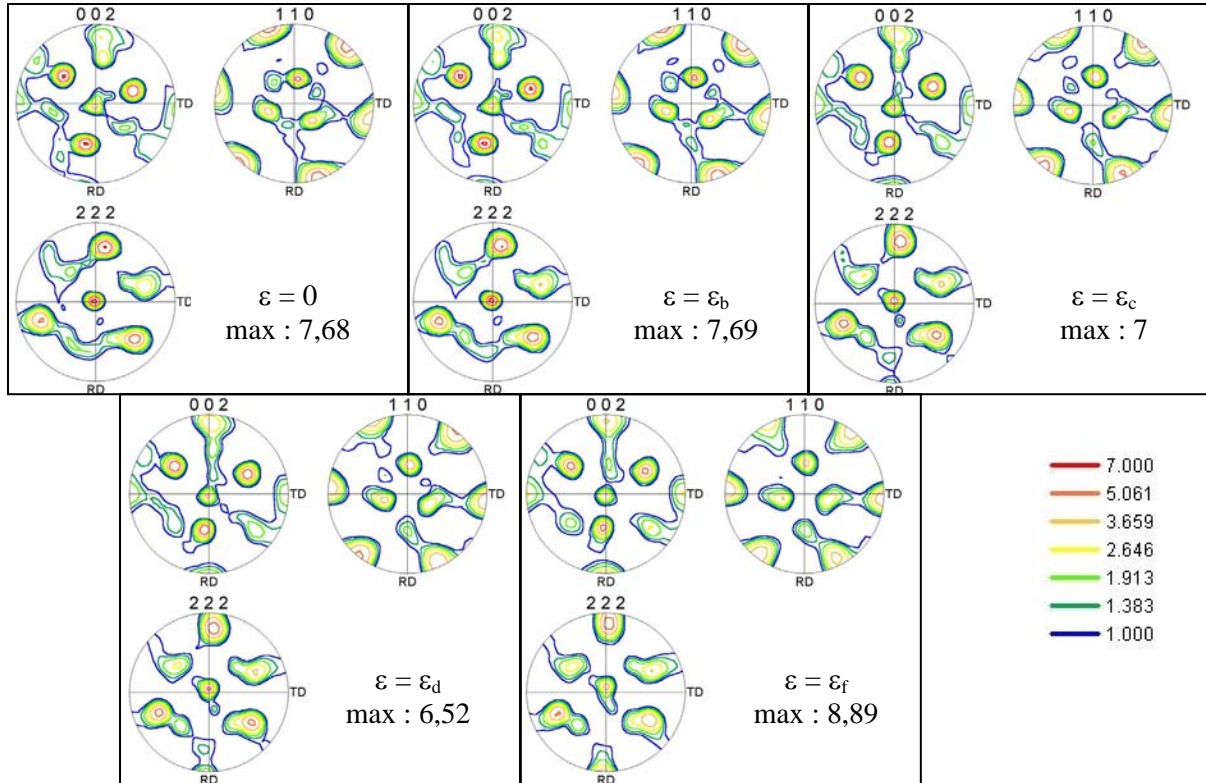 0 0 2
1 1 0
TD
TD
RD
RD
2 2 2
TD
RD
ε = 0
max : 7,68
0 0 2
1 1 0
TD
TD
RD
RD
2 2 2
TD
RD
ε = εb
max : 7,69
0 0 2
1 1 0
TD
TD
RD
RD
2 2 2
TD
RD
ε = εc
max : 7
0 0 2
1 1 0
TD
TD
RD
RD
2 2 2
TD
RD
ε = εd
max : 6,52
0 0 2
1 1 0
TD
TD
RD
RD
2 2 2
TD
RD
ε = εf
max : 8,89
7.000
5.061
3.659
2.646
1.913
1.383
1.000